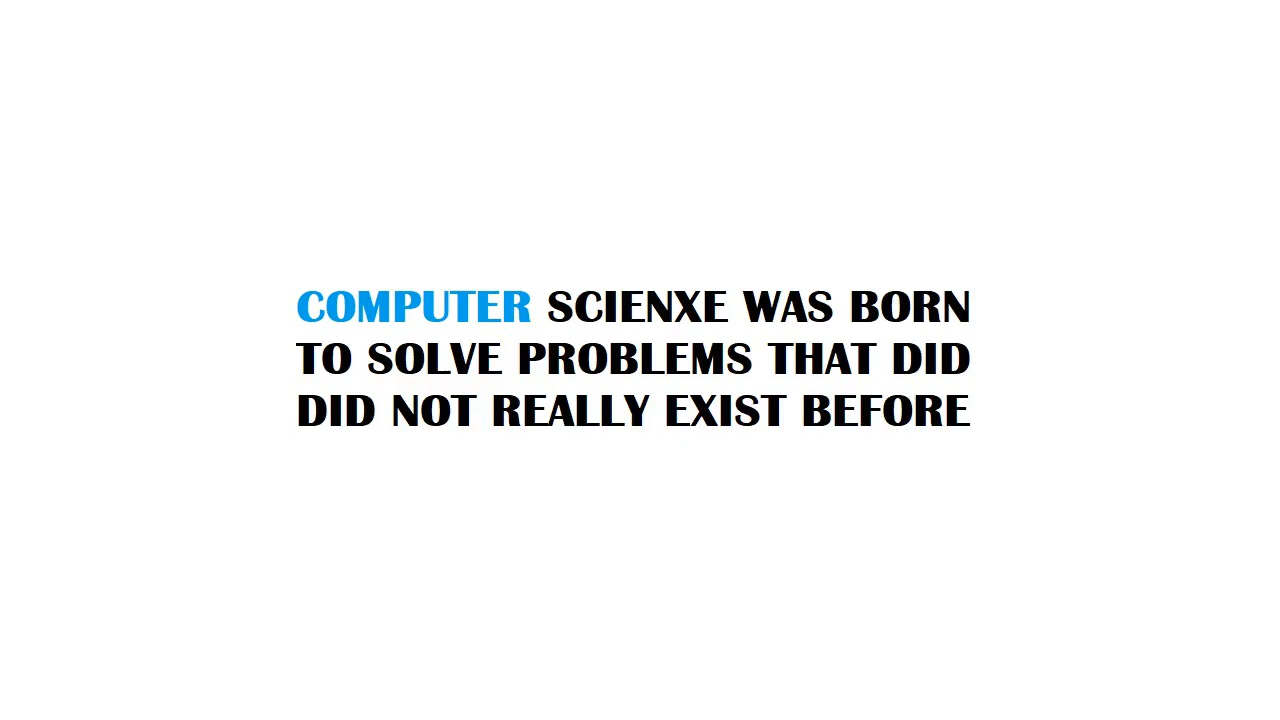 COMPUTER SCIENXE WAS BORN
TO SOLVE PROBLEMS THAT DID
DID NOT REALLY EXIST BEFORE